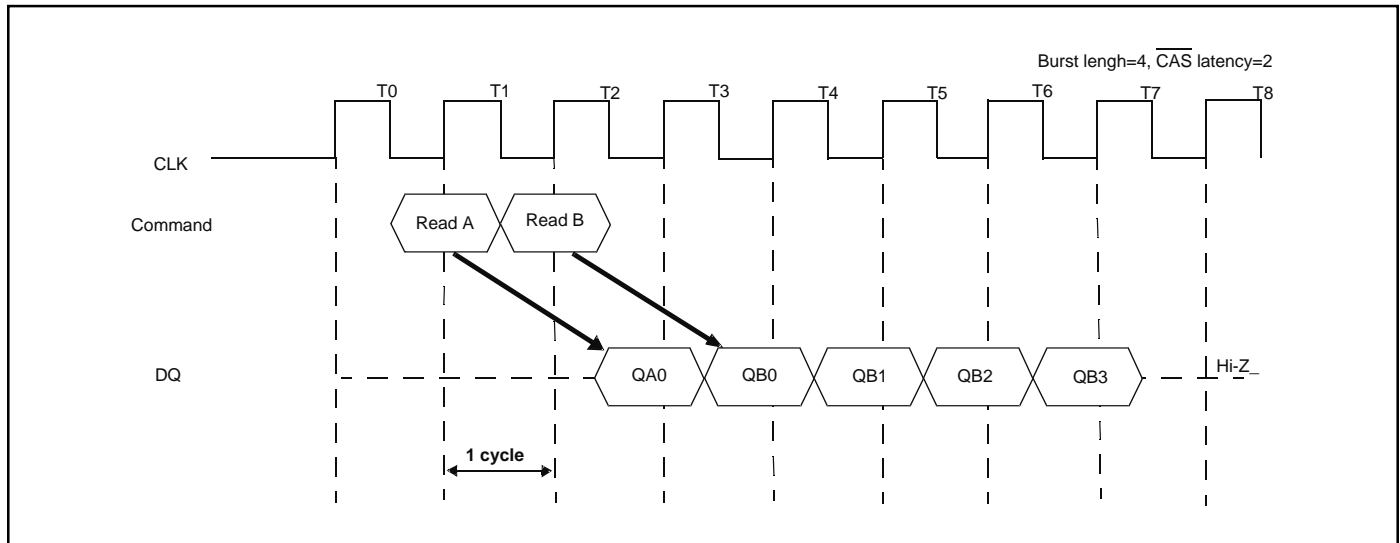 Burst lengh=4, CAS latency=2
T0 T1 T2 T3 T4 T5 T6 T7 T8
CLK
Command Read A Read B
DQ QA0 QB0 QB1 QB2 QB3 Hi-Z_
1 cycle